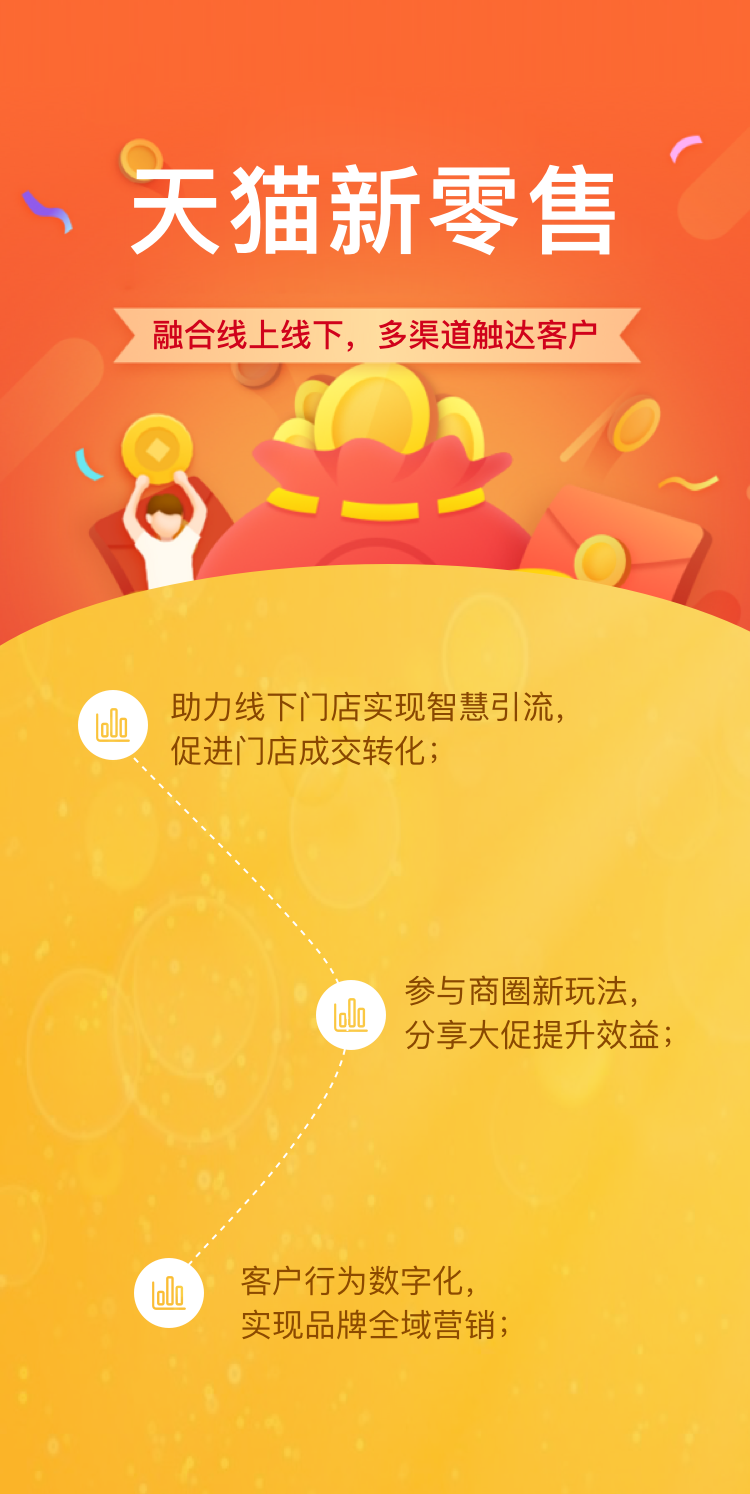 天猫新零售
融合线上线下，多渠道触达客户
助力线下门店实现智慧引流，
促进门店成交转化；
参与商圈新玩法，
分享大促提升效益；
客户行为数字化，
实现品牌全域营销；